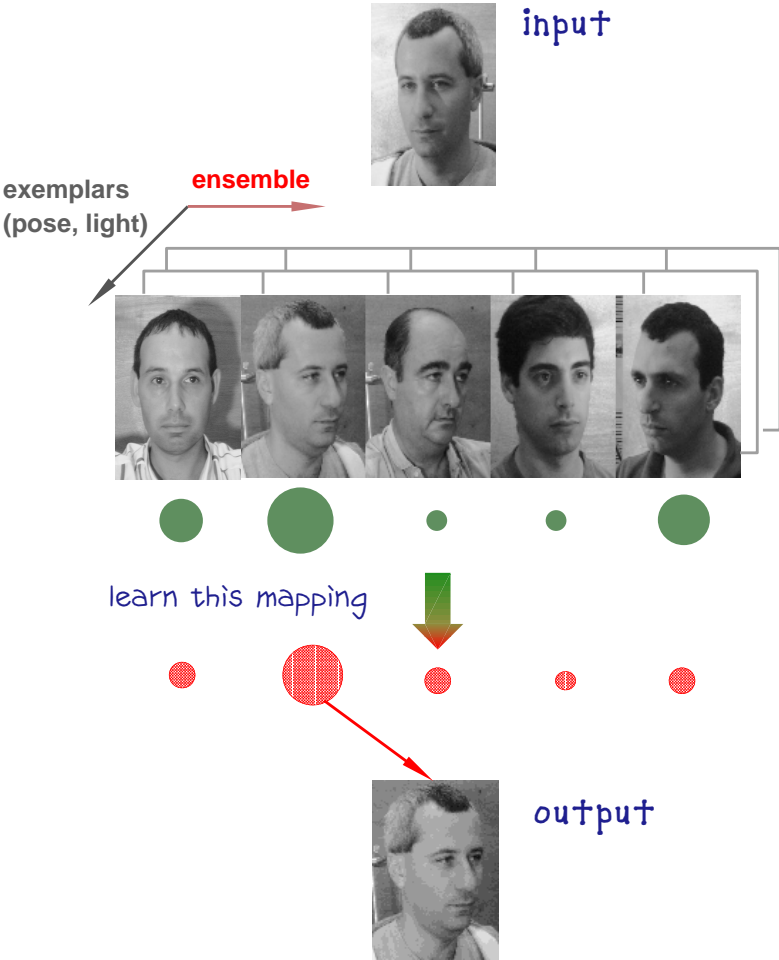 input
ensemble
exemplars
(pose, light)
learn this mapping
output